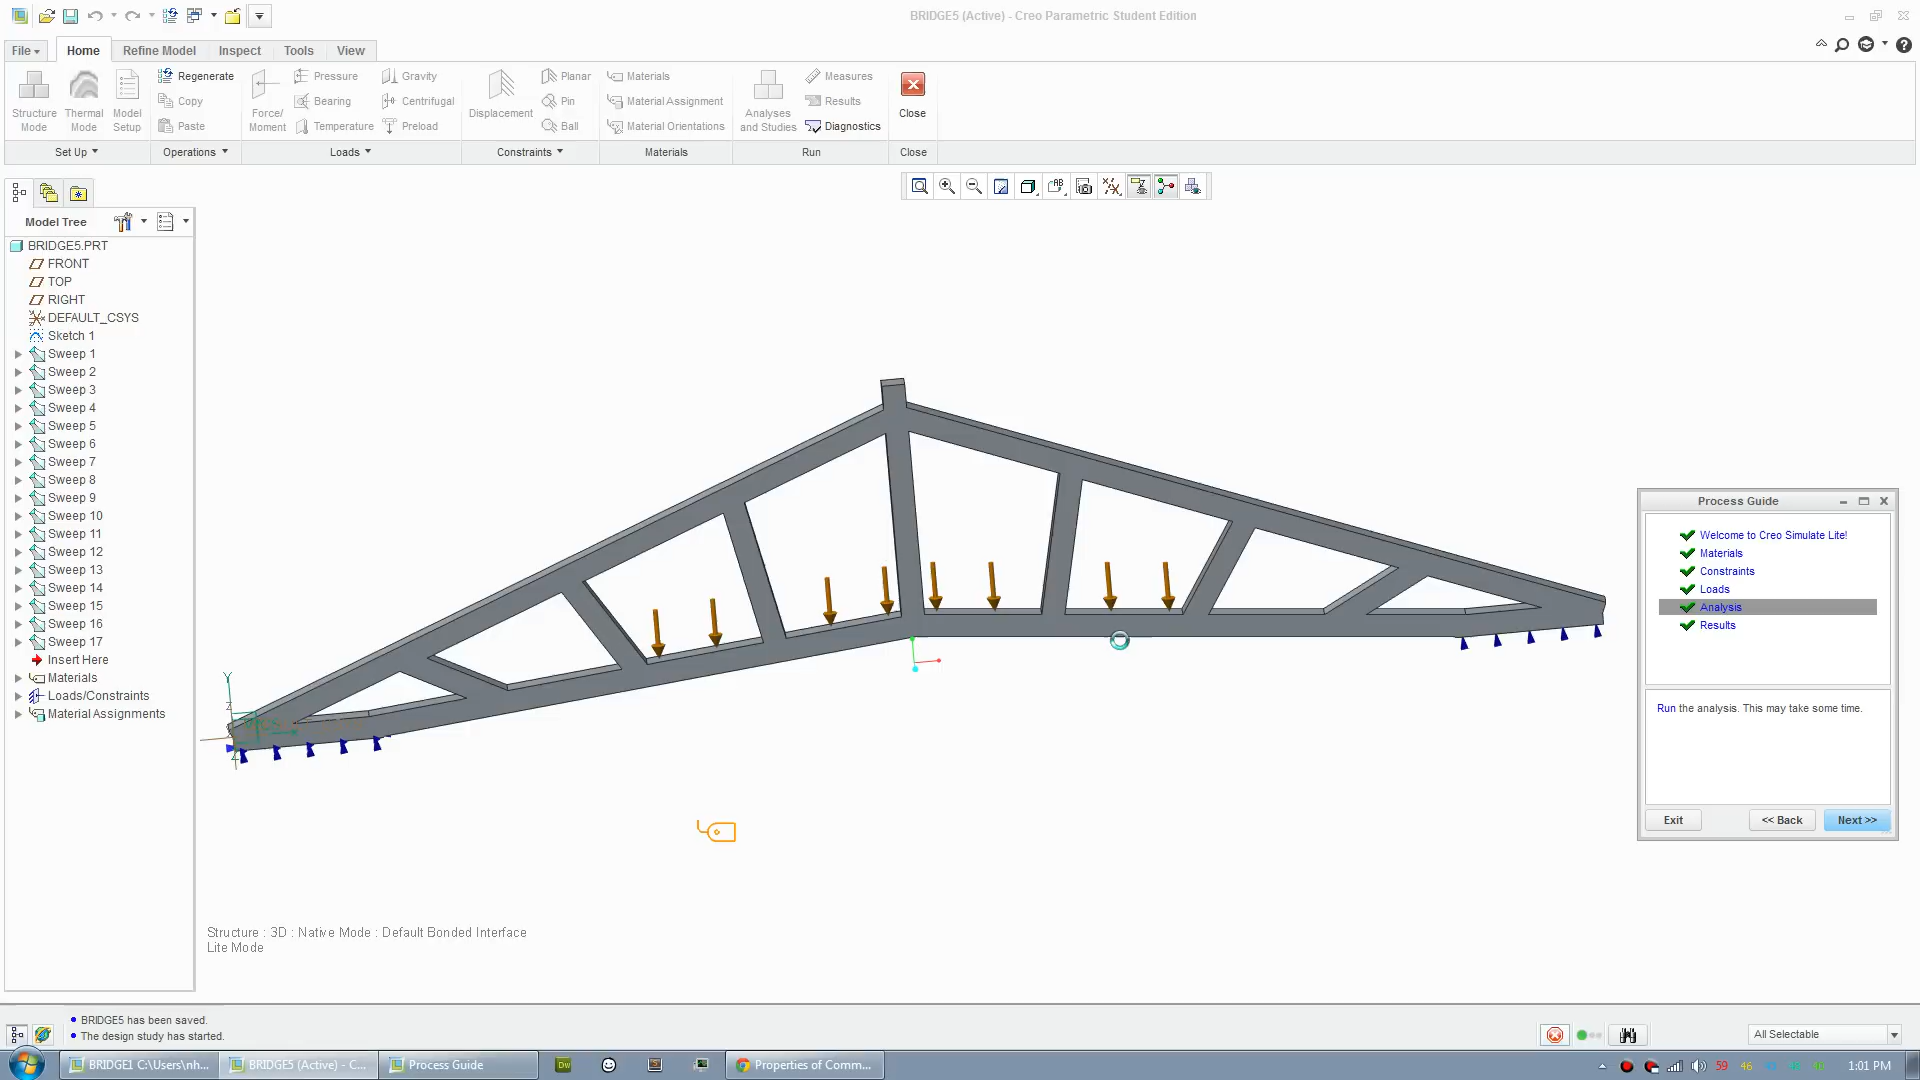 BRIDGE5 (Active) - Creo Parametric Student Edition
File
Home
Refine Model
Inspect
Tools
View
Structure Mode
Thermal Mode
Model Setup
Regenerate
Copy
Paste
Force/ Moment
Pressure
Bearing
Temperature
Gravity
Centrifugal
Preload
Displacement
Planar
Pin
Ball
Materials
Material Assignment
Material Orientations
Analyses and Studies
Measures
Results
Diagnostics
Close
Set Up
Operations
Loads
Constraints
Materials
Run
Close
Model Tree
BRIDGE5.PRT
FRONT
TOP
RIGHT
DEFAULT_CSYS
Sketch 1
Sweep 1
Sweep 2
Sweep 3
Sweep 4
Sweep 5
Sweep 6
Sweep 7
Sweep 8
Sweep 9
Sweep 10
Sweep 11
Sweep 12
Sweep 13
Sweep 14
Sweep 15
Sweep 16
Sweep 17
Insert Here
Materials
Loads/Constraints
Material Assignments
Y
Z
Structure : 3D : Native Mode : Default Bonded Interface
Lite Mode
Process Guide
Welcome to Creo Simulate Lite!
Materials
Constraints
Loads
Analysis
Results
Run the analysis. This may take some time.
Exit
<< Back
Next >>
BRIDGE5 has been saved.
The design study has started.
All Selectable
BRIDGE1 C:\Users\nh...
BRIDGE5 (Active) - C...
Process Guide
Dw
Properties of Comm...
59
46
1:01 PM